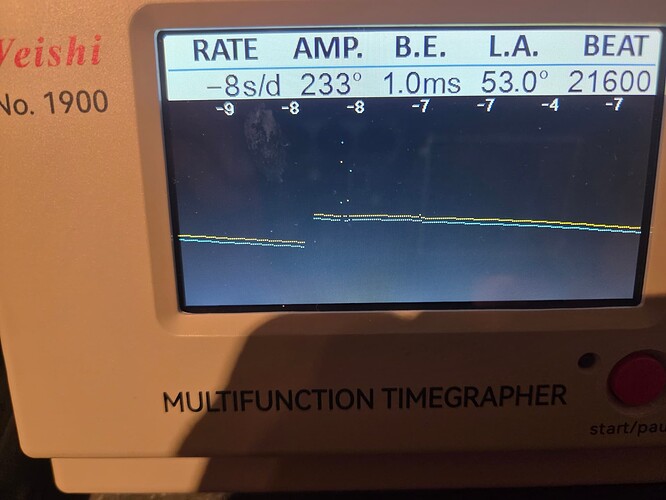 Weishi
No. 1900
RATE AMP. B.E. L.A. BEAT
-8s/d 233° 1.0ms 53.0° 21600
-9 -8 -8 -7 -7 -4 -7
MULTIFUNCTION TIMEGRAPHER
start/pau